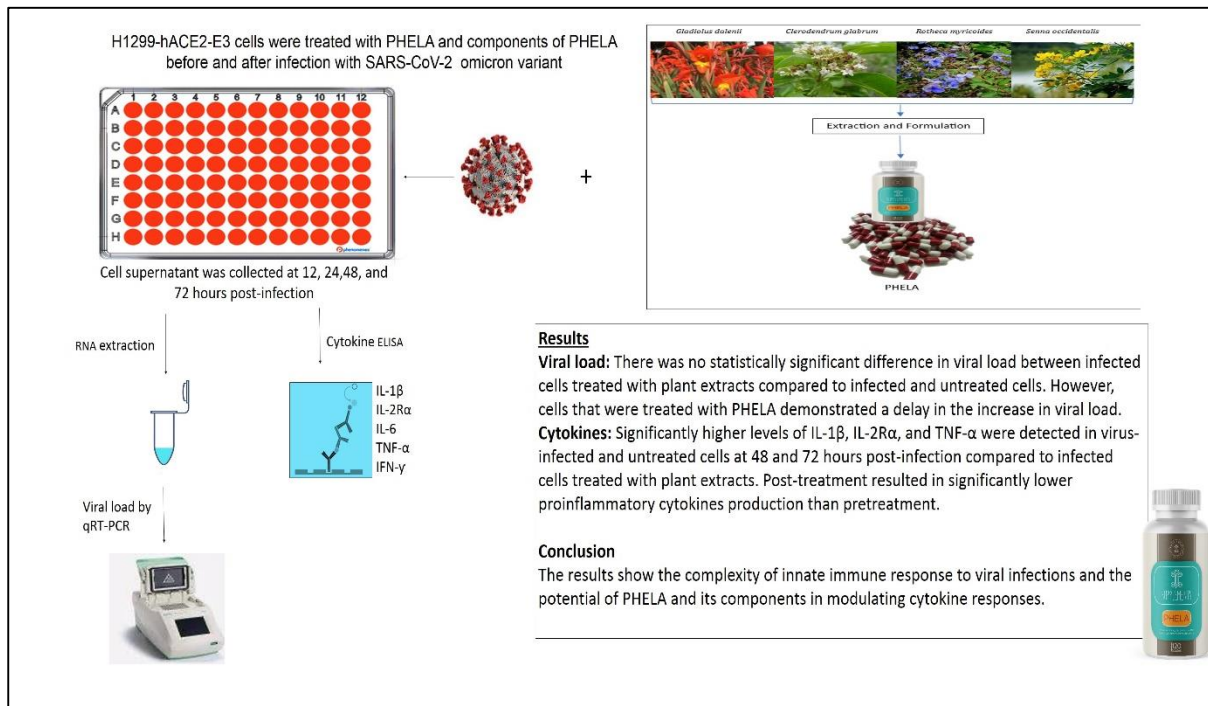 H1299-hACE2-E3 cells were treated with PHELA and components of PHELA
before and after infection with SARS-CoV-2 omicron variant
1 2 3 4 5 6 7 8 9 10 11 12
A
B
C
D
E
F
G
H
Phenomenex
Cell supernatant was collected at 12, 24,48, and
72 hours post-infection
RNA extraction
Cytokine ELISA
IL-1β
IL-2Rα
IL-6
TNF-α
IFN-γ
Viral load by
qRT-PCR
+
Gladiolus dalenii Clerodendrum glabrum Rotheca myricoides Senna occidentalis
Extraction and Formulation
PHELA
PHELA
Results
Viral load: There was no statistically significant difference in viral load between infected
cells treated with plant extracts compared to infected and untreated cells. However,
cells that were treated with PHELA demonstrated a delay in the increase in viral load.
Cytokines: Significantly higher levels of IL-1β, IL-2Rα, and TNF-α were detected in virus-
infected and untreated cells at 48 and 72 hours post-infection compared to infected
cells treated with plant extracts. Post-treatment resulted in significantly lower
proinflammatory cytokines production than pretreatment.
Conclusion
The results show the complexity of innate immune response to viral infections and the
potential of PHELA and its components in modulating cytokine responses.
PHELA
120